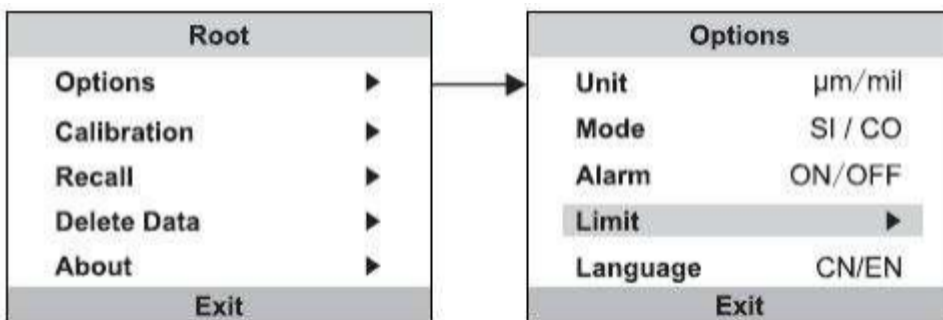 Root
Options ▶
Calibration ▶
Recall ▶
Delete Data ▶
About ▶
Exit
Options
Unit μm/mil
Mode SI / CO
Alarm ON/OFF
Limit ▶
Language CN/EN
Exit